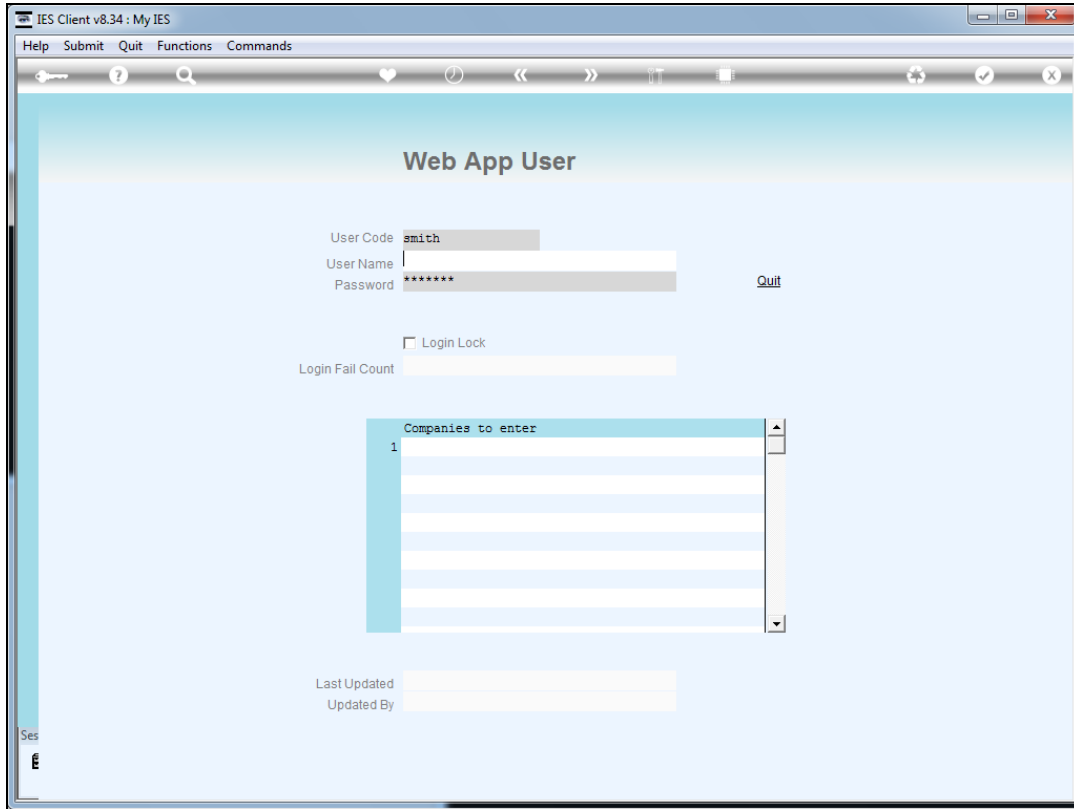 IES Client v8.34 : My IES
Help Submit Quit Functions Commands
Web App User
User Code smith
User Name
Password *******
Quit
Login Lock
Login Fail Count
Companies to enter
1
Last Updated
Updated By
Ses